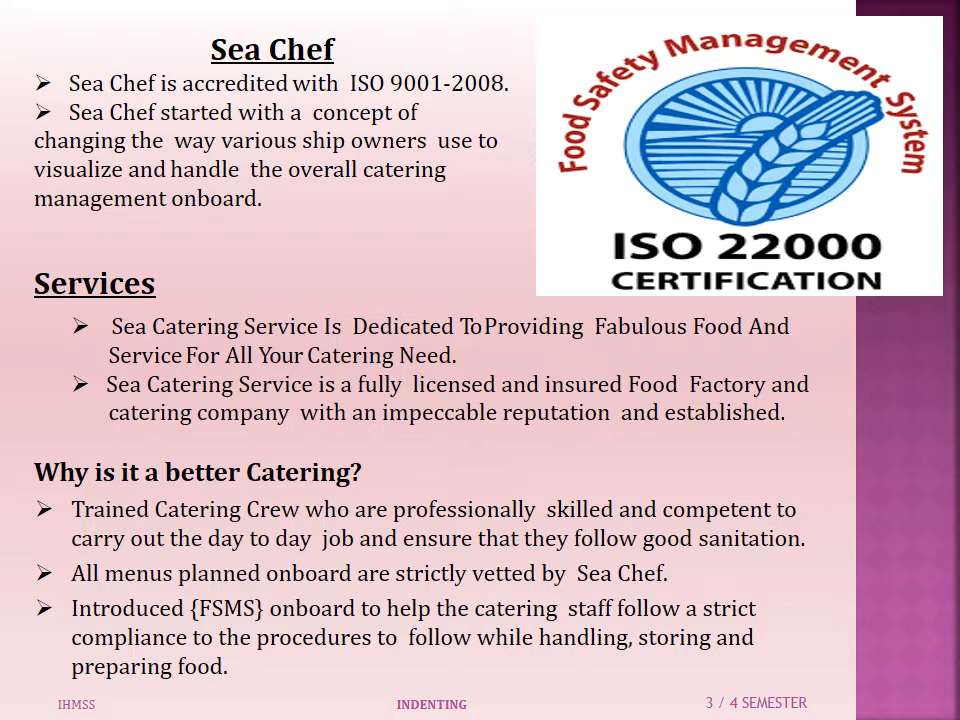 Sea Chef
➢ Sea Chef is accredited with ISO 9001-2008.
➢ Sea Chef started with a concept of
changing the way various ship owners use to
visualize and handle the overall catering
management onboard.
Food Safety Management System
ISO 22000
CERTIFICATION
Services
➢ Sea Catering Service Is Dedicated To Providing Fabulous Food And
Service For All Your Catering Need.
➢ Sea Catering Service is a fully licensed and insured Food Factory and
catering company with an impeccable reputation and established.
Why is it a better Catering?
➢ Trained Catering Crew who are professionally skilled and competent to
carry out the day to day job and ensure that they follow good sanitation.
➢ All menus planned onboard are strictly vetted by Sea Chef.
➢ Introduced {FSMS} onboard to help the catering staff follow a strict
compliance to the procedures to follow while handling, storing and
preparing food.
IHMSS INDENTING 3 / 4 SEMESTER